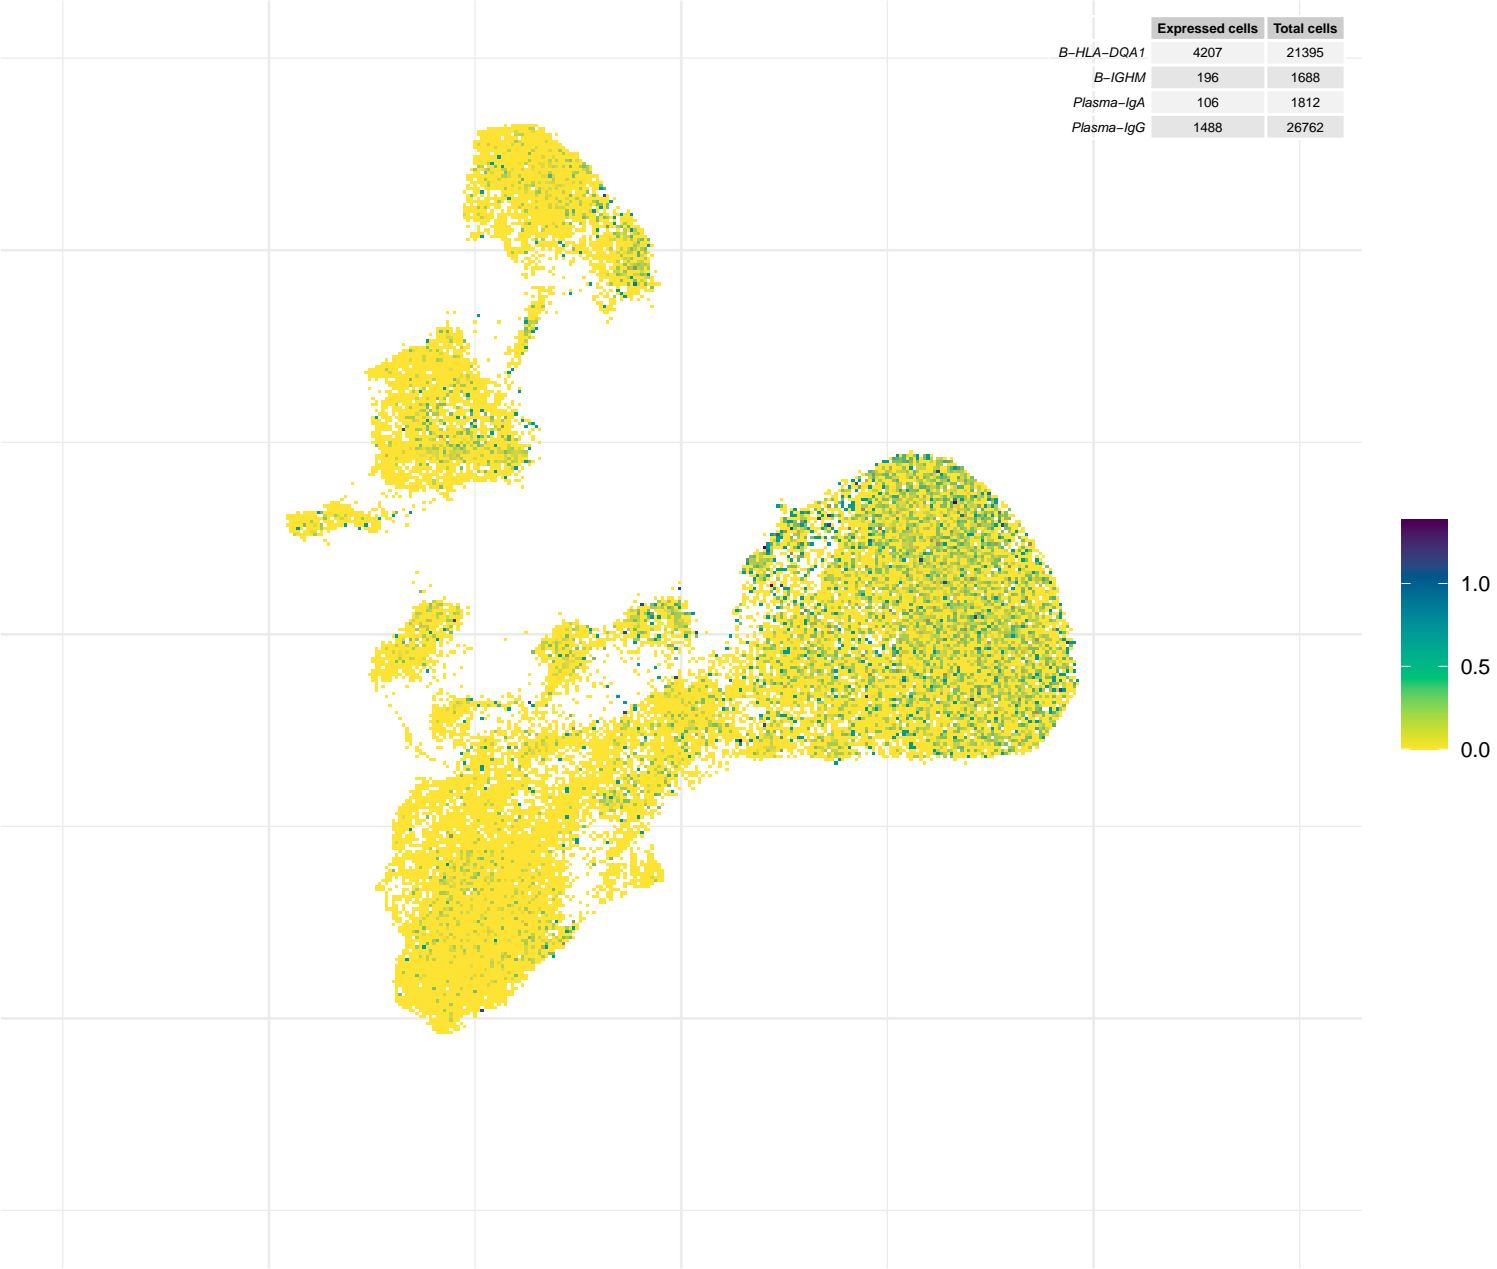 Expressed cells Total cells
B−HLA−DQA1 4207 21395
B−IGHM 196 1688
Plasma−IgA 106 1812
Plasma−IgG 1488 26762
1.0
0.5
0.0